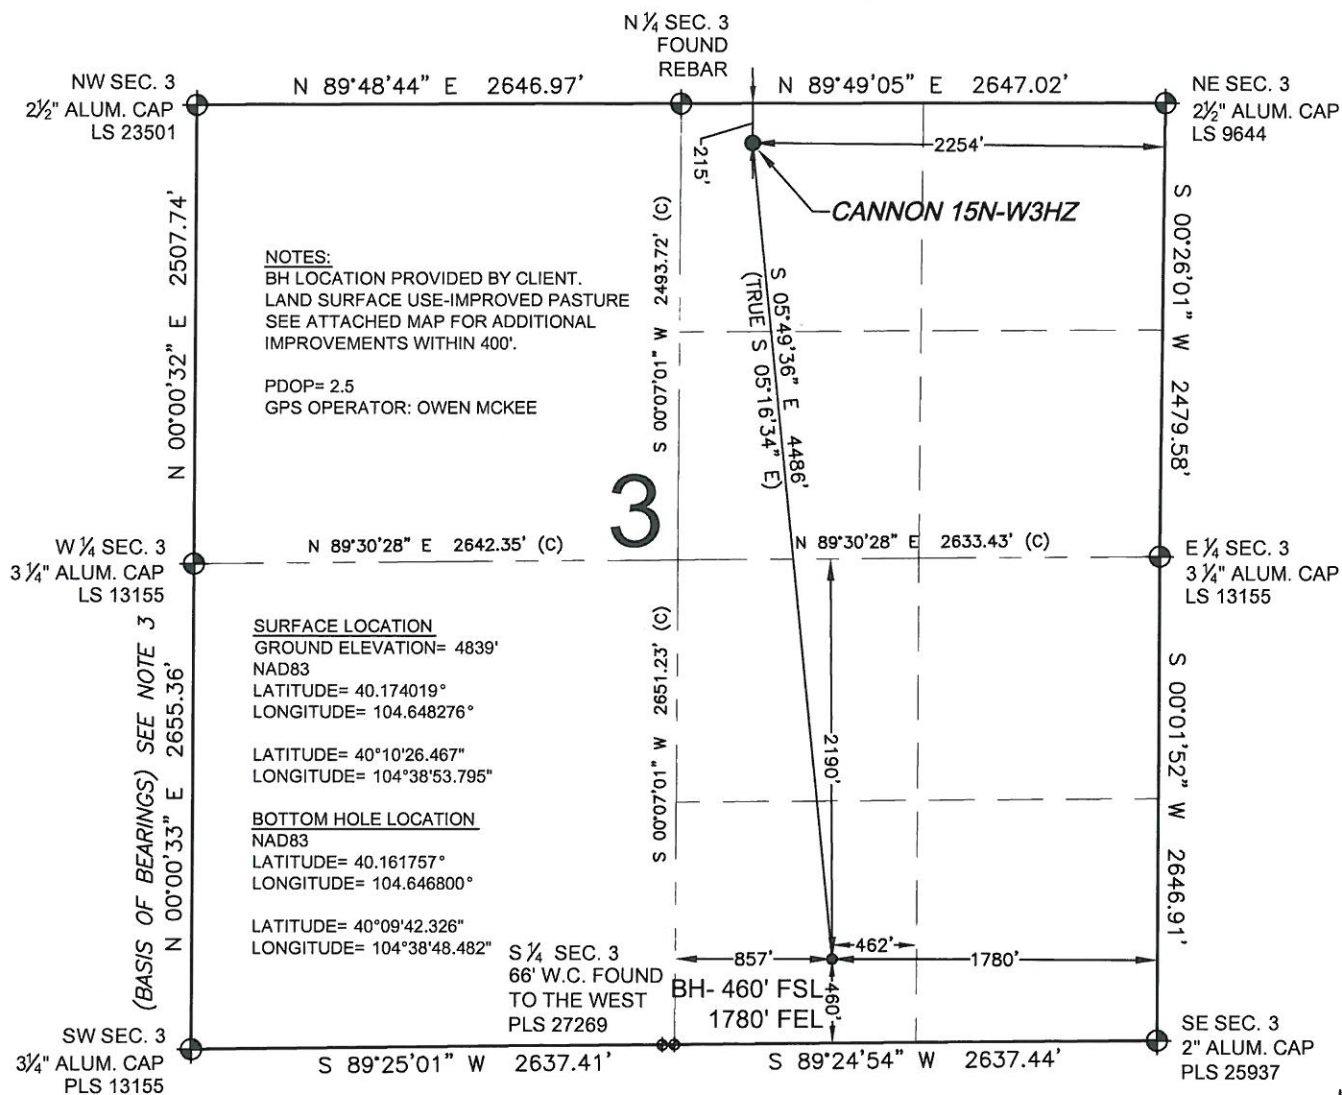 N ¼ SEC. 3
FOUND
REBAR
NW SEC. 3
2½" ALUM. CAP
LS 23501
N 89°48'44" E 2646.97'
N 89°49'05" E 2647.02'
NE SEC. 3
2½" ALUM. CAP
LS 9644
215'
2254'
CANNON 15N-W3HZ
N 00°00'32" E 2507.74'
NOTES:
BH LOCATION PROVIDED BY CLIENT.
LAND SURFACE USE-IMPROVED PASTURE
SEE ATTACHED MAP FOR ADDITIONAL
IMPROVEMENTS WITHIN 400'.
PDOP= 2.5
GPS OPERATOR: OWEN MCKEE
S 00°07'01" W 2493.72' (C)
S 05°49'36" E 4486'
(TRUE S 05°16'34" E)
S 00°26'01" W 2479.58'
3
W ¼ SEC. 3
3 ¼" ALUM. CAP
LS 13155
N 89°30'28" E 2642.35' (C)
N 89°30'28" E 2633.43' (C)
E ¼ SEC. 3
3 ¼" ALUM. CAP
LS 13155
(BASIS OF BEARINGS) SEE NOTE 3
N 00°00'33" E 2655.36'
SURFACE LOCATION
GROUND ELEVATION= 4839'
NAD83
LATITUDE= 40.174019°
LONGITUDE= 104.648276°
LATITUDE= 40°10'26.467"
LONGITUDE= 104°38'53.795"
BOTTOM HOLE LOCATION
NAD83
LATITUDE= 40.161757°
LONGITUDE= 104.646800°
LATITUDE= 40°09'42.326"
LONGITUDE= 104°38'48.482"
S 00°07'01" W 2651.23' (C)
2190'
S 00°01'52" W 2646.91'
S ¼ SEC. 3
66' W.C. FOUND
TO THE WEST
PLS 27269
857'
462'
1780'
BH- 460' FSL
1780' FEL
460'
SW SEC. 3
3¼" ALUM. CAP
PLS 13155
S 89°25'01" W 2637.41'
S 89°24'54" W 2637.44'
SE SEC. 3
2" ALUM. CAP
PLS 25937